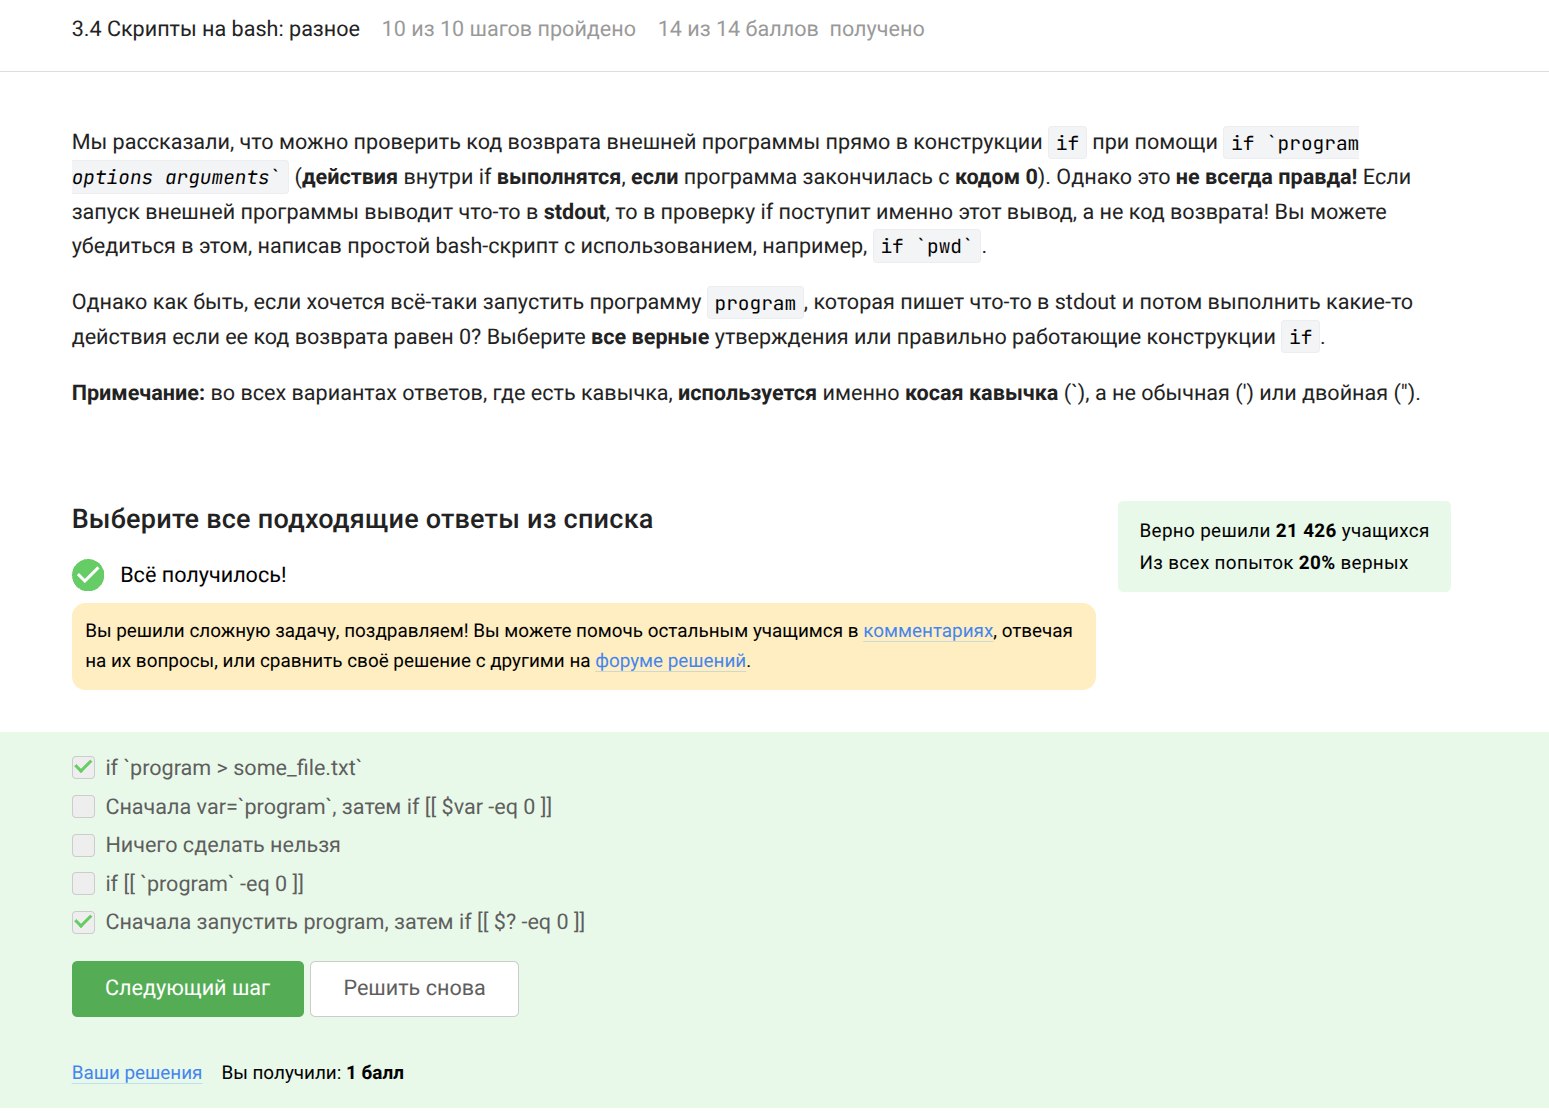 3.4 Скрипты на bash: разное 10 из 10 шагов пройдено 14 из 14 баллов получено
Мы рассказали, что можно проверить код возврата внешней программы прямо в конструкции if при помощи if `program
options arguments` (действия внутри if выполнятся, если программа закончилась с кодом 0). Однако это не всегда правда! Если
запуск внешней программы выводит что-то в stdout, то в проверку if поступит именно этот вывод, а не код возврата! Вы можете
убедиться в этом, написав простой bash-скрипт с использованием, например, if `pwd`.
Однако как быть, если хочется всё-таки запустить программу program, которая пишет что-то в stdout и потом выполнить какие-то
действия если ее код возврата равен 0? Выберите все верные утверждения или правильно работающие конструкции if.
Примечание: во всех вариантах ответов, где есть кавычка, используется именно косая кавычка (`), а не обычная (') или двойная (").
Выберите все подходящие ответы из списка
Верно решили 21 426 учащихся
Из всех попыток 20% верных
Всё получилось!
Вы решили сложную задачу, поздравляем! Вы можете помочь остальным учащимся в комментариях, отвечая
на их вопросы, или сравнить своё решение с другими на форуме решений.
if `program > some_file.txt`
Сначала var=`program`, затем if [[ $var -eq 0 ]]
Ничего сделать нельзя
if [[ `program` -eq 0 ]]
Сначала запустить program, затем if [[ $? -eq 0 ]]
Следующий шаг Решить снова
Ваши решения Вы получили: 1 балл